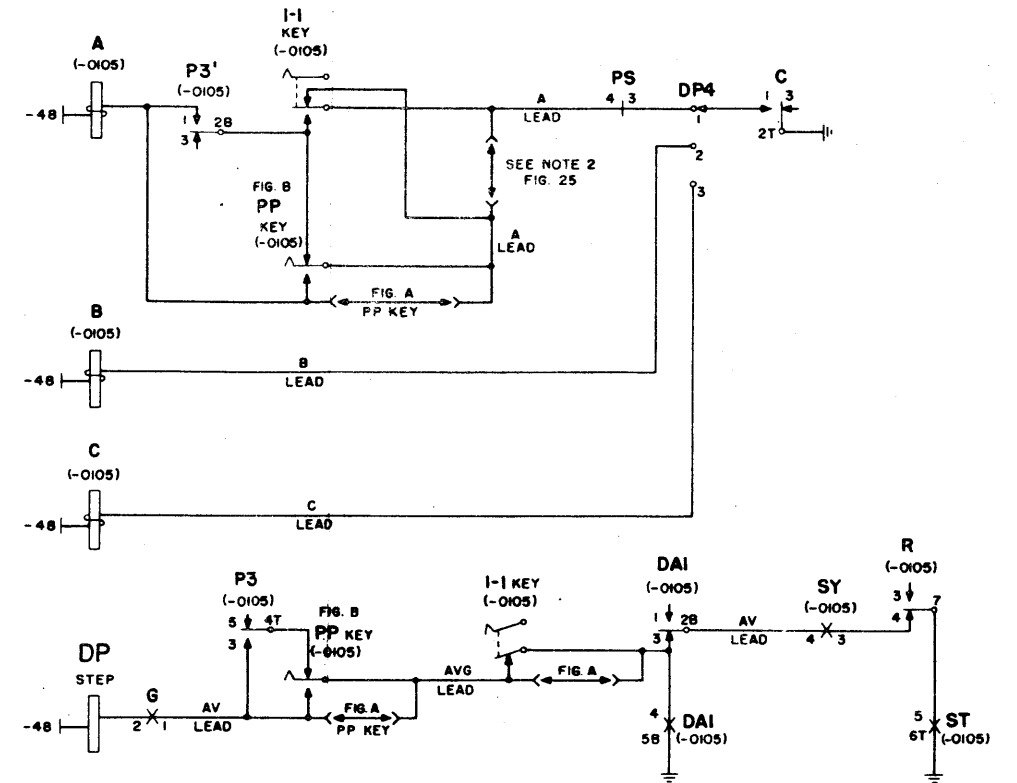 I-I
KEY
(-0105)
A
(-0105)
P3'
(-0105)
PS
DP4
C
-48
1
3
2B
A
LEAD
4 3
1
1 3
2T
2
3
SEE NOTE 2
FIG. 25
FIG. B
PP
KEY
(-0105)
A
LEAD
FIG. A
PP KEY
B
(-0105)
-48
B
LEAD
C
(-0105)
-48
C
LEAD
P3
(-0105)
5 4T
3
FIG. B
PP KEY
(-0105)
I-I KEY
(-0105)
DAI
(-0105)
1
3
2B
AV
LEAD
SY
(-0105)
4 3
R
(-0105)
3
4
7
DP
STEP
-48
G
2 1
AV
LEAD
FIG.A
PP KEY
AVG
LEAD
FIG. A
4
5B
DAI
(-0105)
5
6T
ST
(-0105)